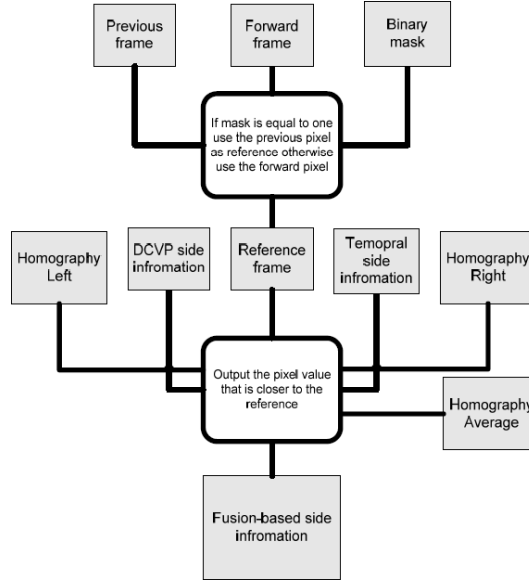 Previous
frame
Forward
frame
Binary
mask
If mask is equal to one
use the previous pixel
as reference otherwise
use the forward pixel
Homography
Left
DCVP side
infromation
Reference
frame
Temopral
side
infromation
Homography
Right
Output the pixel value
that is closer to the
reference
Homography
Average
Fusion-based side
infromation